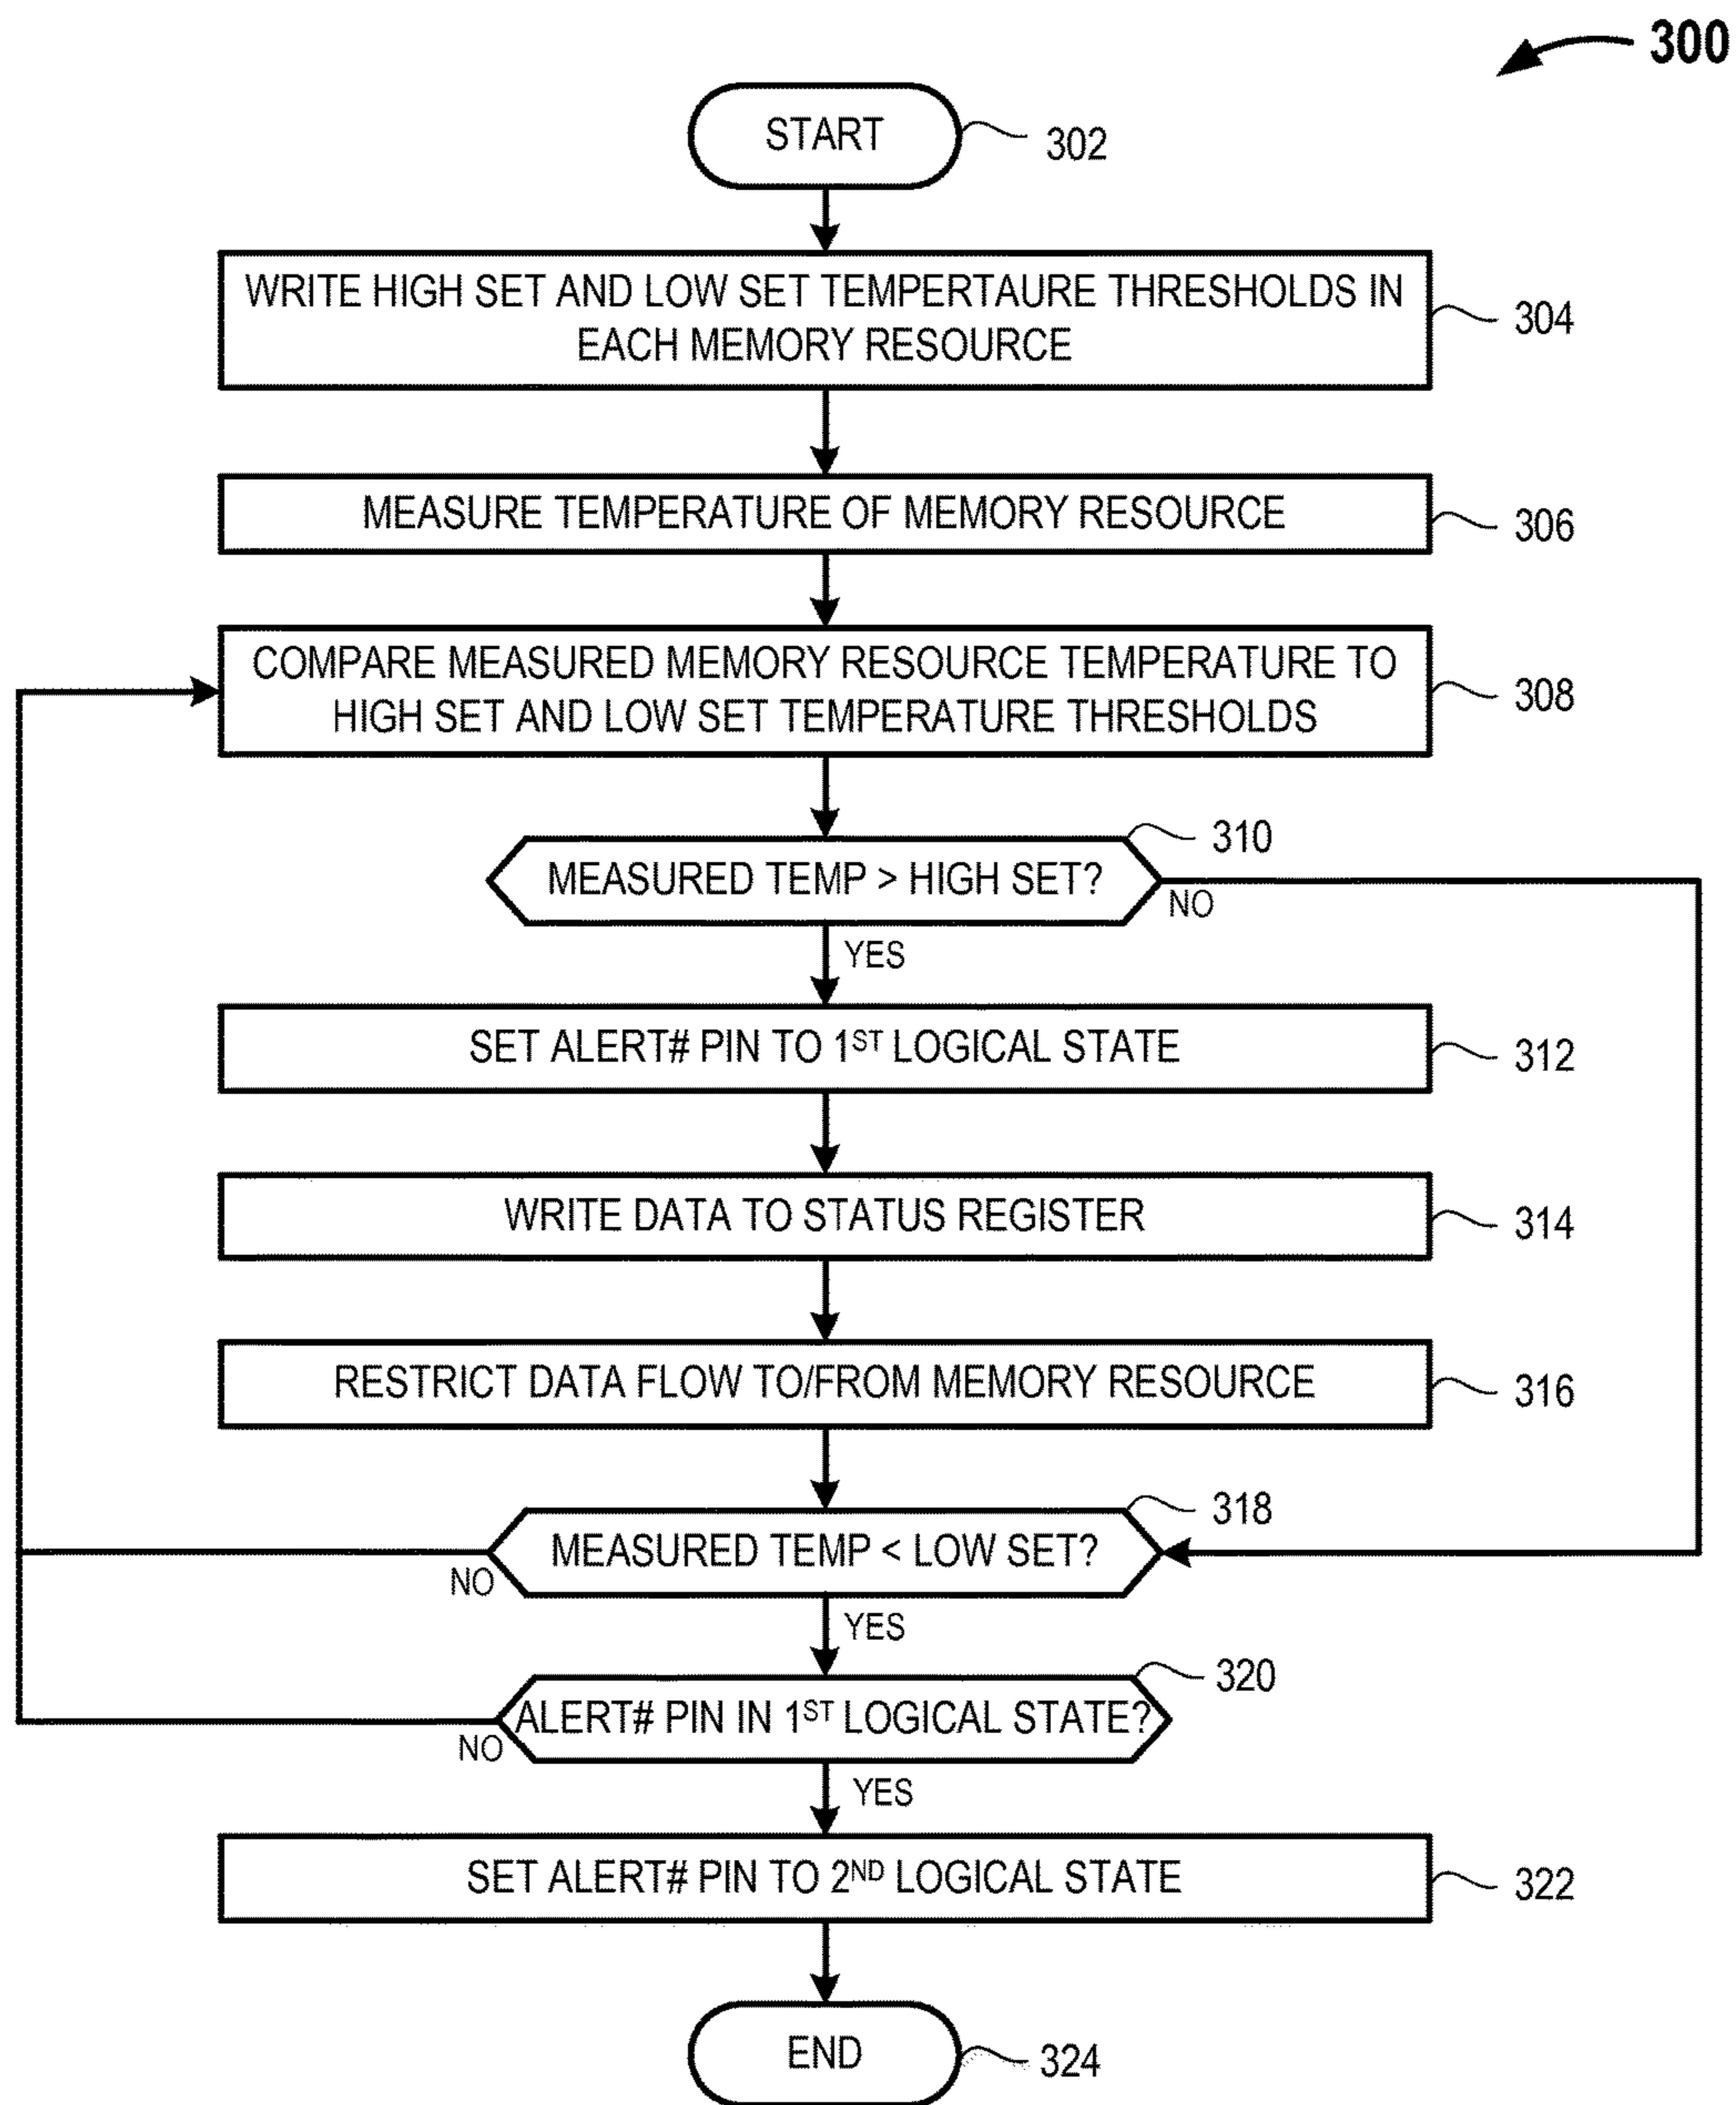 300
START
302
WRITE HIGH SET AND LOW SET TEMPERTAURE THRESHOLDS IN
EACH MEMORY RESOURCE
304
MEASURE TEMPERATURE OF MEMORY RESOURCE
306
COMPARE MEASURED MEMORY RESOURCE TEMPERATURE TO
HIGH SET AND LOW SET TEMPERATURE THRESHOLDS
308
310
MEASURED TEMP > HIGH SET?
NO
YES
SET ALERT# PIN TO 1ST LOGICAL STATE
312
WRITE DATA TO STATUS REGISTER
314
RESTRICT DATA FLOW TO/FROM MEMORY RESOURCE
316
318
MEASURED TEMP < LOW SET?
NO
YES
320
ALERT# PIN IN 1ST LOGICAL STATE?
NO
YES
SET ALERT# PIN TO 2ND LOGICAL STATE
322
END
324